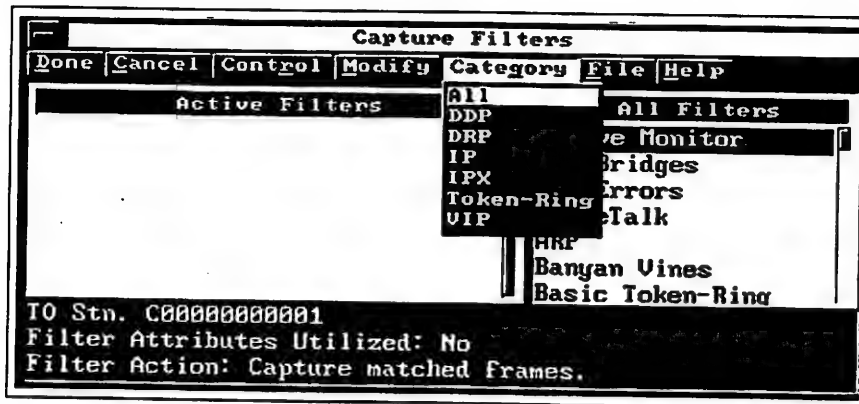 Capture Filters
Done Cancel Control Modify Category File Help
Active Filters
All
DDP
DRP
IP
IPX
Token-Ring
VIP
All Filters
Monitor
ARP
Banyan Vines
Basic Token-Ring
TO Stn. C00000000001
Filter Attributes Utilized: No
Filter Action: Capture matched frames.